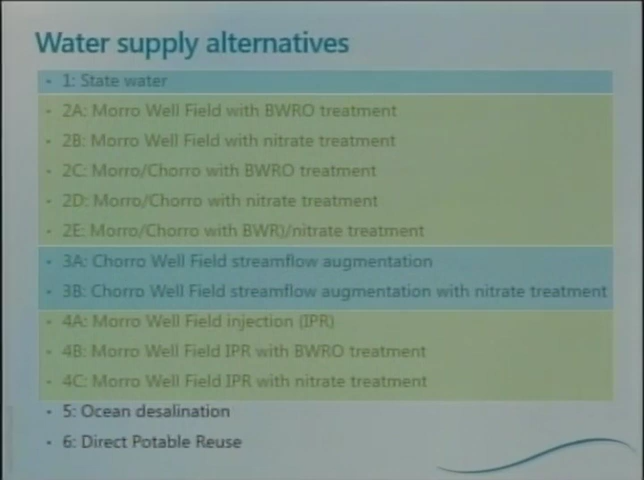 Water supply alternatives
• 1: State water
• 2A: Morro Well Field with BWRO treatment
• 2B: Morro Well Field with nitrate treatment
• 2C: Morro/Chorro with BWRO treatment
• 2D: Morro/Chorro with nitrate treatment
• 2E: Morro/Chorro with BWR)/nitrate treatment
• 3A: Chorro Well Field streamflow augmentation
• 3B: Chorro Well Field streamflow augmentation with nitrate treatment
• 4A: Morro Well Field injection (IPR)
• 4B: Morro Well Field IPR with BWRO treatment
• 4C: Morro Well Field IPR with nitrate treatment
• 5: Ocean desalination
• 6: Direct Potable Reuse